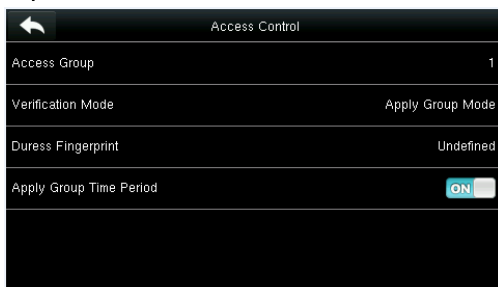 Access Control
Access Group 1
Verification Mode Apply Group Mode
Duress Fingerprint Undefined
Apply Group Time Period ON